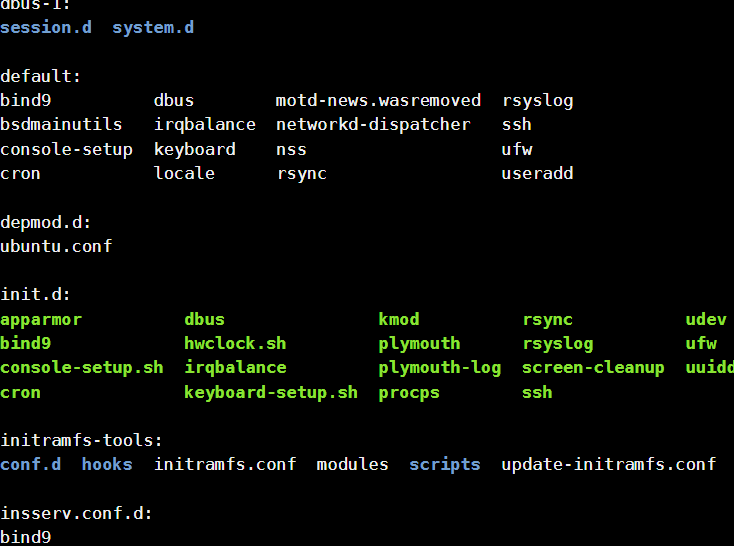 dbus-1:
session.d  system.d
default:
bind9          dbus        motd-news.wasremoved  rsyslog
bsdmainutils   irqbalance  networkd-dispatcher   ssh
console-setup  keyboard    nss                   ufw
cron           locale      rsync                 useradd
depmod.d:
ubuntu.conf
init.d:
apparmor          dbus               kmod          rsync           udev
bind9             hwclock.sh         plymouth      rsyslog         ufw
console-setup.sh  irqbalance         plymouth-log  screen-cleanup  uuidd
cron              keyboard-setup.sh  procps        ssh
initramfs-tools:
conf.d  hooks  initramfs.conf  modules  scripts  update-initramfs.conf
insserv.conf.d:
bind9